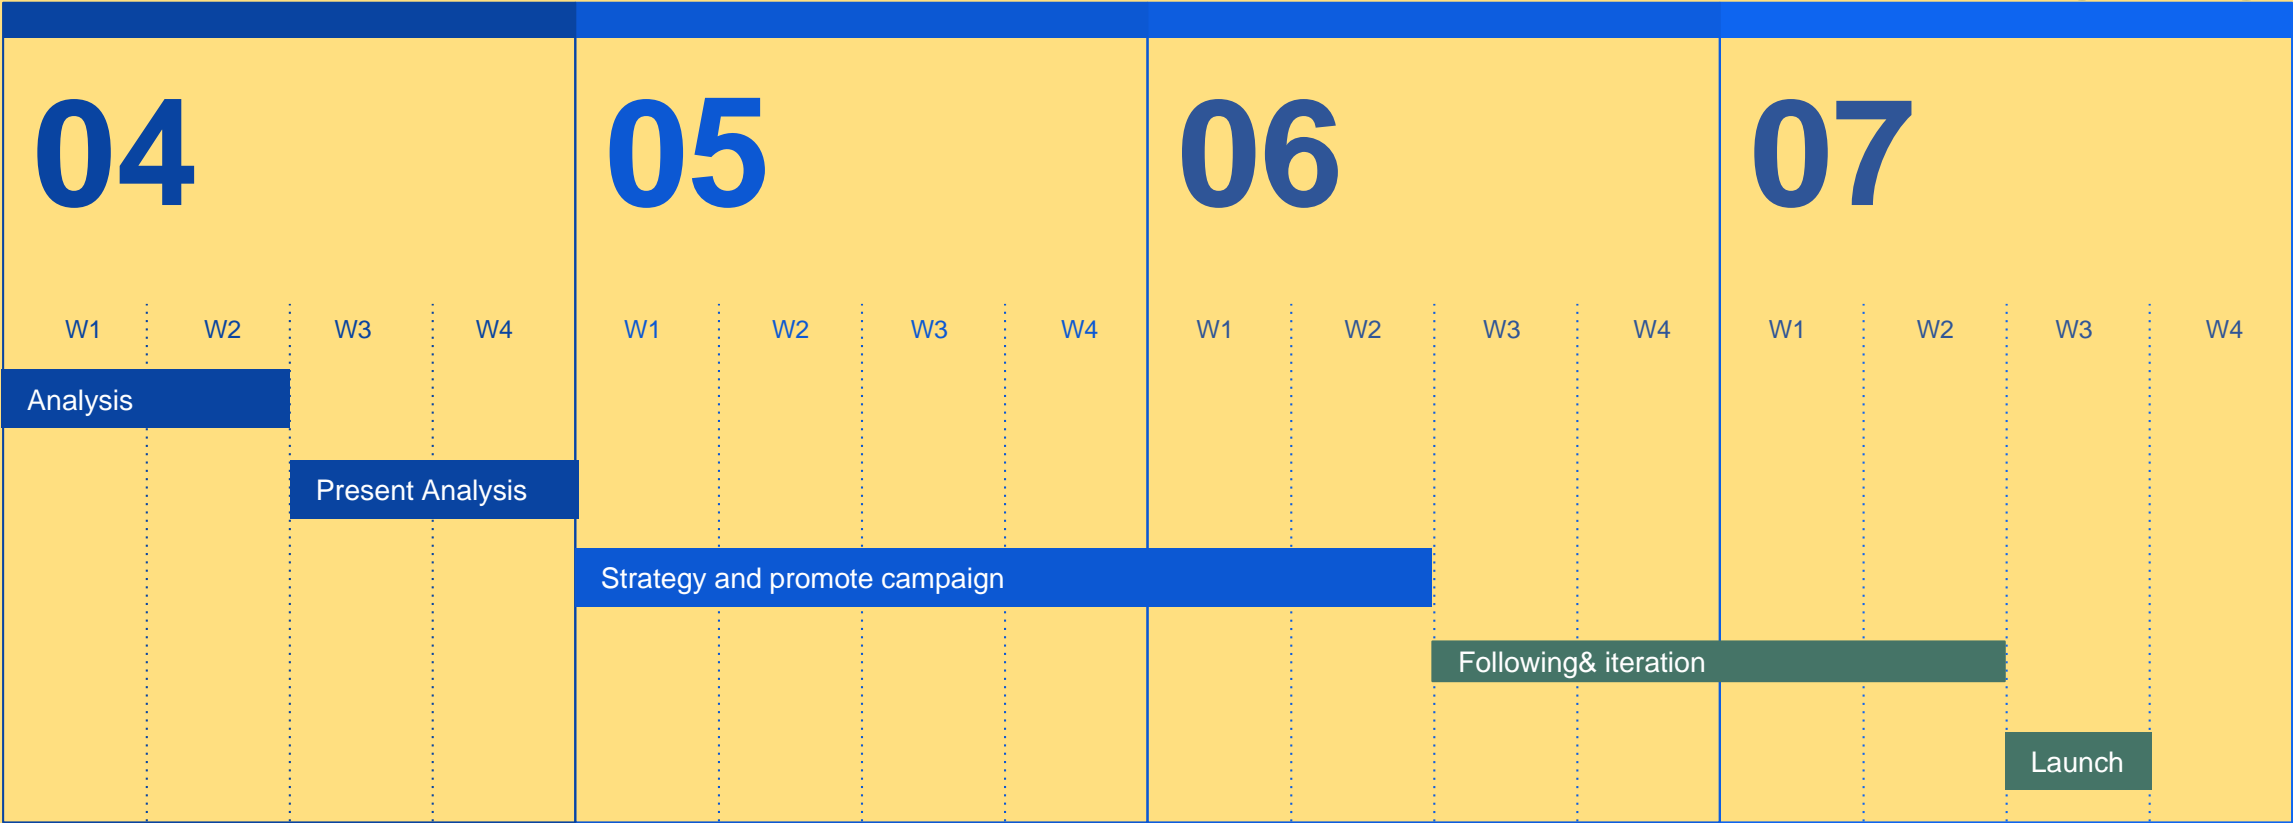 04 05 06 07
W1 W2 W3 W4 W1 W2 W3 W4 W1 W2 W3 W4 W1 W2 W3 W4
Analysis
Present Analysis
Strategy and promote campaign
Following& iteration
Launch